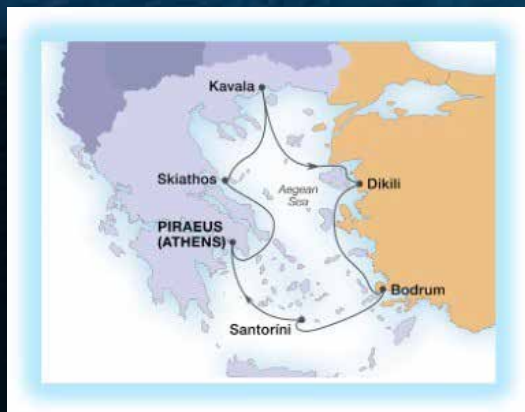 Kavala
Skiathos
Aegean
Sea
Dikili
PIRAEUS
(ATHENS)
Bodrum
Santorini